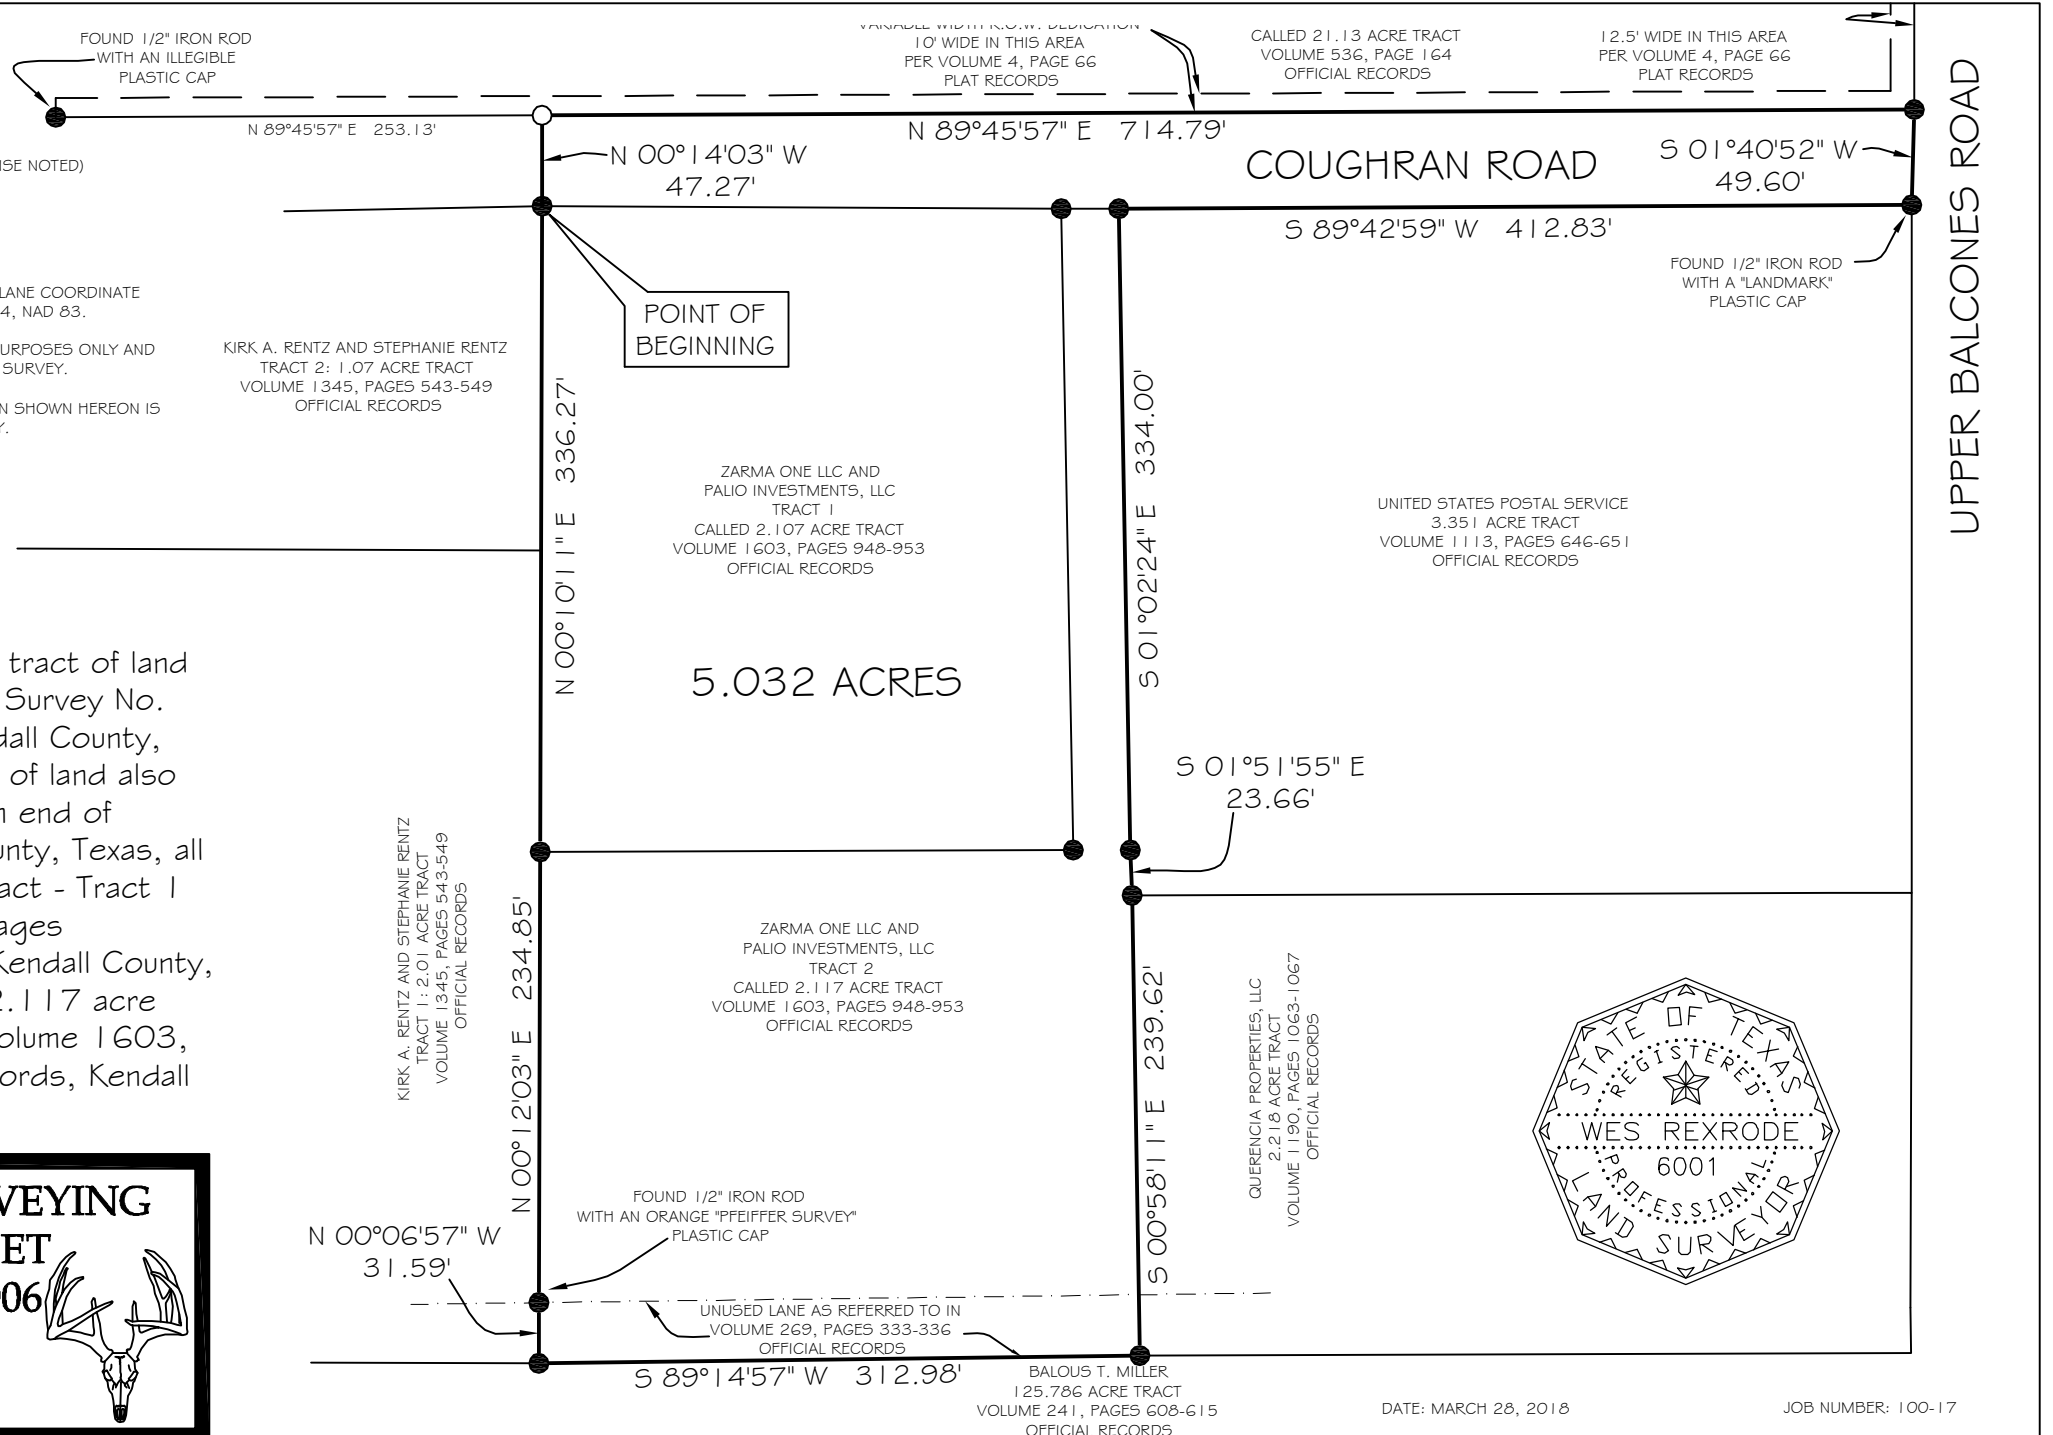 FOUND 1/2" IRON ROD
WITH AN ILLEGIBLE
PLASTIC CAP
VARIABLE WIDTH R.O.W. DEDICATION
10' WIDE IN THIS AREA
PER VOLUME 4, PAGE 66
PLAT RECORDS
CALLED 21.13 ACRE TRACT
VOLUME 536, PAGE 164
OFFICIAL RECORDS
12.5' WIDE IN THIS AREA
PER VOLUME 4, PAGE 66
PLAT RECORDS
N 89°45'57" E 253.13'
N 89°45'57" E 714.79'
N 00°14'03" W
47.27'
COUGHRAN ROAD
S 01°40'52" W
49.60'
UPPER BALCONES ROAD
NOTED)
S 89°42'59" W 412.83'
FOUND 1/2" IRON ROD
WITH A "LANDMARK"
PLASTIC CAP
COORDINATE
4, NAD 83.
ONLY AND
SURVEY.
SHOWN HEREON IS
KIRK A. RENTZ AND STEPHANIE RENTZ
TRACT 2: 1.07 ACRE TRACT
VOLUME 1345, PAGES 543-549
OFFICIAL RECORDS
POINT OF
BEGINNING
N 00°10'11" E 336.27'
S 01°02'24" E 334.00'
ZARMA ONE LLC AND
PALIO INVESTMENTS, LLC
TRACT 1
CALLED 2.107 ACRE TRACT
VOLUME 1603, PAGES 948-953
OFFICIAL RECORDS
UNITED STATES POSTAL SERVICE
3.351 ACRE TRACT
VOLUME 1113, PAGES 646-651
OFFICIAL RECORDS
5.032 ACRES
tract of land
Survey No.
County,
of land also
end of
Texas, all
- Tract 1
Kendall County,
2.117 acre
1603,
Kendall
S 01°51'55" E
23.66'
KIRK A. RENTZ AND STEPHANIE RENTZ
TRACT 1: 2.01 ACRE TRACT
VOLUME 1345, PAGES 543-549
OFFICIAL RECORDS
N 00°12'03" E 234.85'
ZARMA ONE LLC AND
PALIO INVESTMENTS, LLC
TRACT 2
CALLED 2.117 ACRE TRACT
VOLUME 1603, PAGES 948-953
OFFICIAL RECORDS
S 00°58'11" E 239.62'
QUERENCIA PROPERTIES, LLC
2.218 ACRE TRACT
VOLUME 1190, PAGES 1063-1067
OFFICIAL RECORDS
STATE OF TEXAS
REGISTERED
WES REXRODE
6001
PROFESSIONAL
LAND SURVEYOR
N 00°06'57" W
31.59'
FOUND 1/2" IRON ROD
WITH AN ORANGE "PFEIFFER SURVEY"
PLASTIC CAP
UNUSED LANE AS REFERRED TO IN
VOLUME 269, PAGES 333-336
OFFICIAL RECORDS
S 89°14'57" W 312.98'
BALOUS T. MILLER
125.786 ACRE TRACT
VOLUME 241, PAGES 608-615
OFFICIAL RECORDS
DATE: MARCH 28, 2018
JOB NUMBER: 100-17